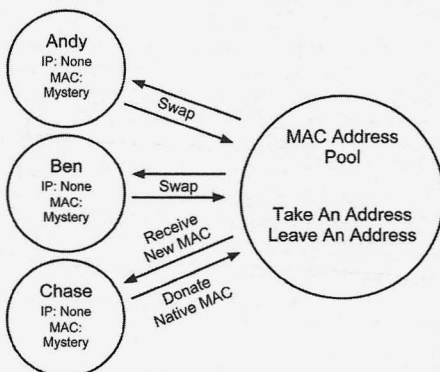 Andy
IP: None
MAC:
Mystery
Swap
Ben
IP: None
MAC:
Mystery
Swap
Receive
New MAC
Donate
Native MAC
Chase
IP: None
MAC:
Mystery
MAC Address
Pool
Take An Address
Leave An Address